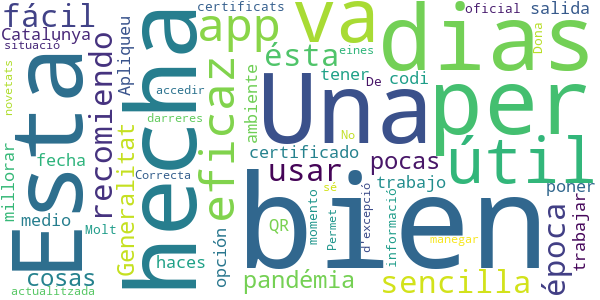 fácil
certificats
oficial
salida
Catalunya
situació
app
va
dias
Dona
eines
novetats
Esta
recomiendo
Apliqueu
hecha
accedir
eficaz
ésta
tener
De
codi
Una
per
ambiente
darreres
No
certificado
pocas
útil
millorar
fecha
Generalitat
Correcta
usar
sé
trabajo
poner
medio
Molt
haces
opción
QR
momento
Permet
d'excepció
informació
bien
manegar
época
trabajar
cosas
actualitzada
pandémia
sencilla